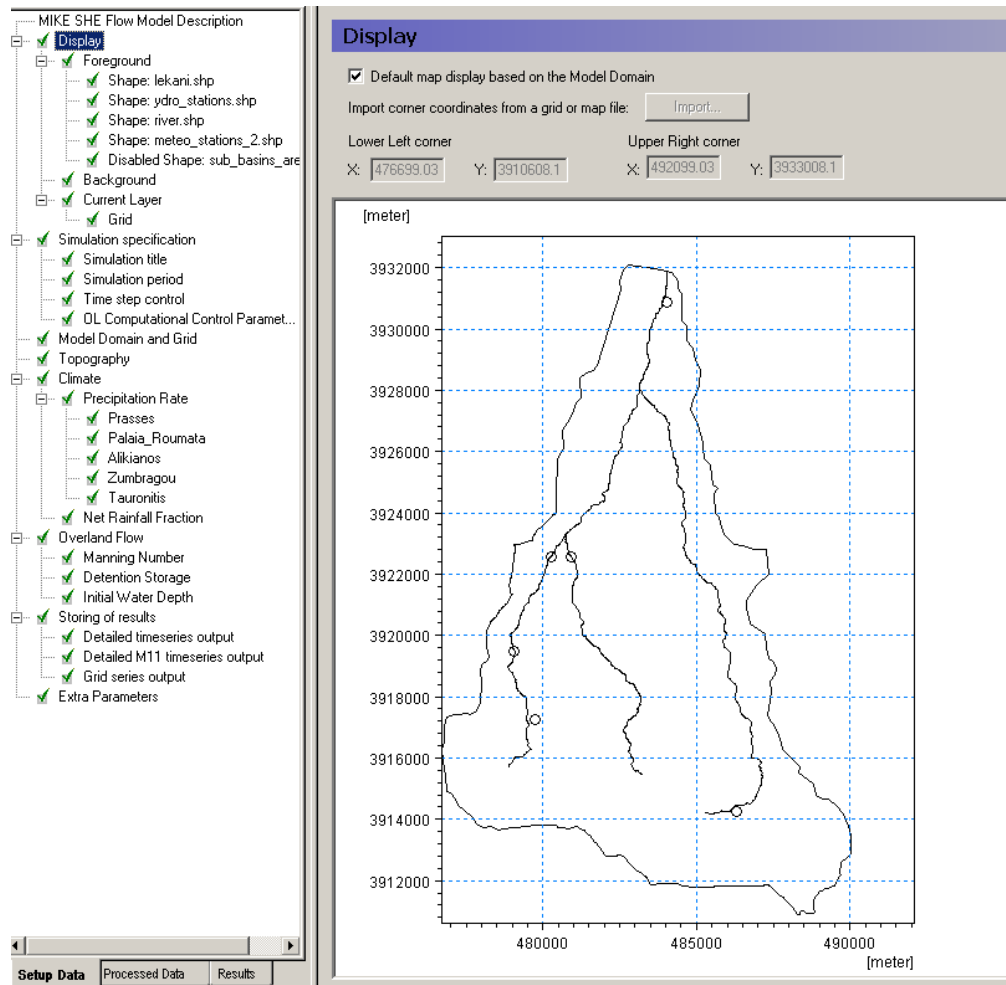 MIKE SHE Flow Model Description
Display
Foreground
Shape: lekani.shp
Shape: ydro_stations.shp
Shape: river.shp
Shape: meteo_stations_2.shp
Disabled Shape: sub_basins_are
Background
Current Layer
Grid
Simulation specification
Simulation title
Simulation period
Time step control
OL Computational Control Paramet...
Model Domain and Grid
Topography
Climate
Precipitation Rate
Prasses
Palaia_Roumata
Alikianos
Zumbragou
Tauronitis
Net Rainfall Fraction
Overland Flow
Manning Number
Detention Storage
Initial Water Depth
Storing of results
Detailed timeseries output
Detailed M11 timeseries output
Grid series output
Extra Parameters
Setup Data Processed Data Results
Display
Default map display based on the Model Domain
Import corner coordinates from a grid or map file: Import...
Lower Left corner Upper Right corner
X: 476699.03 Y: 3910608.1 X: 492099.03 Y: 3933008.1
[meter]
3932000
3930000
3928000
3926000
3924000
3922000
3920000
3918000
3916000
3914000
3912000
480000 485000 490000
[meter]